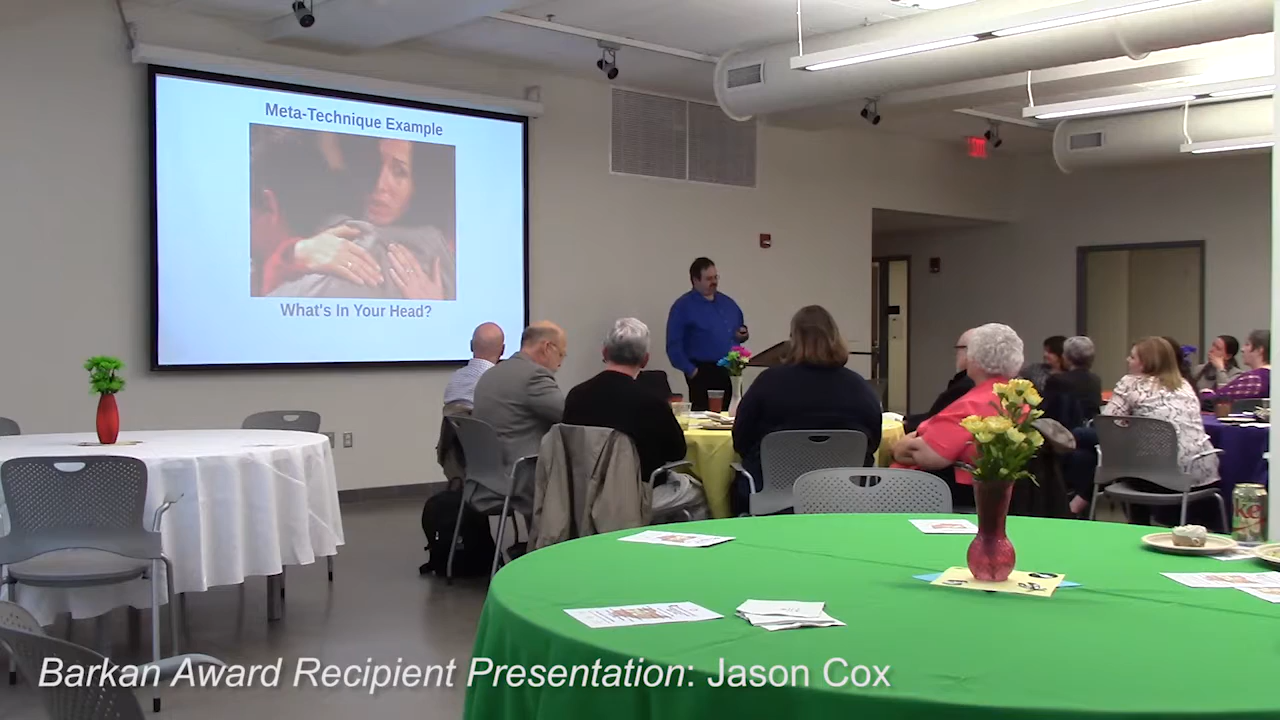 Meta-Technique Example
What's In Your Head?
Barkan Award Recipient Presentation: Jason Cox